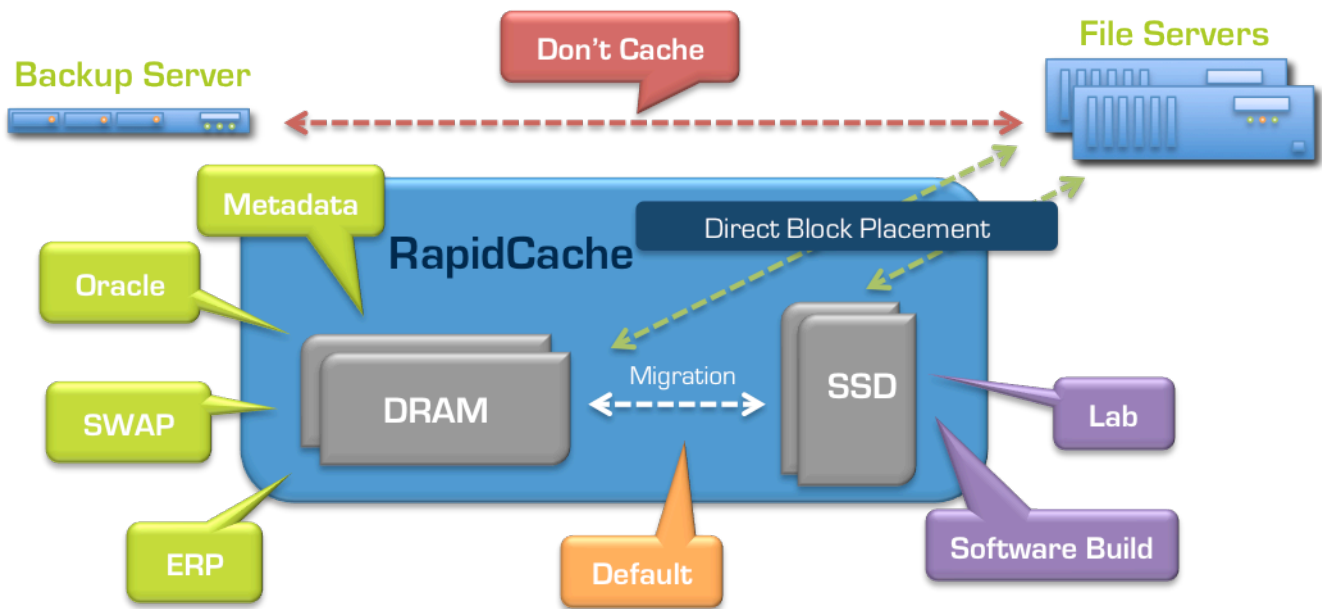 Don't Cache
File Servers
Backup Server
Metadata
Direct Block Placement
RapidCache
Oracle
Migration
SSD
DRAM
SWAP
Lab
ERP
Default
Software Build